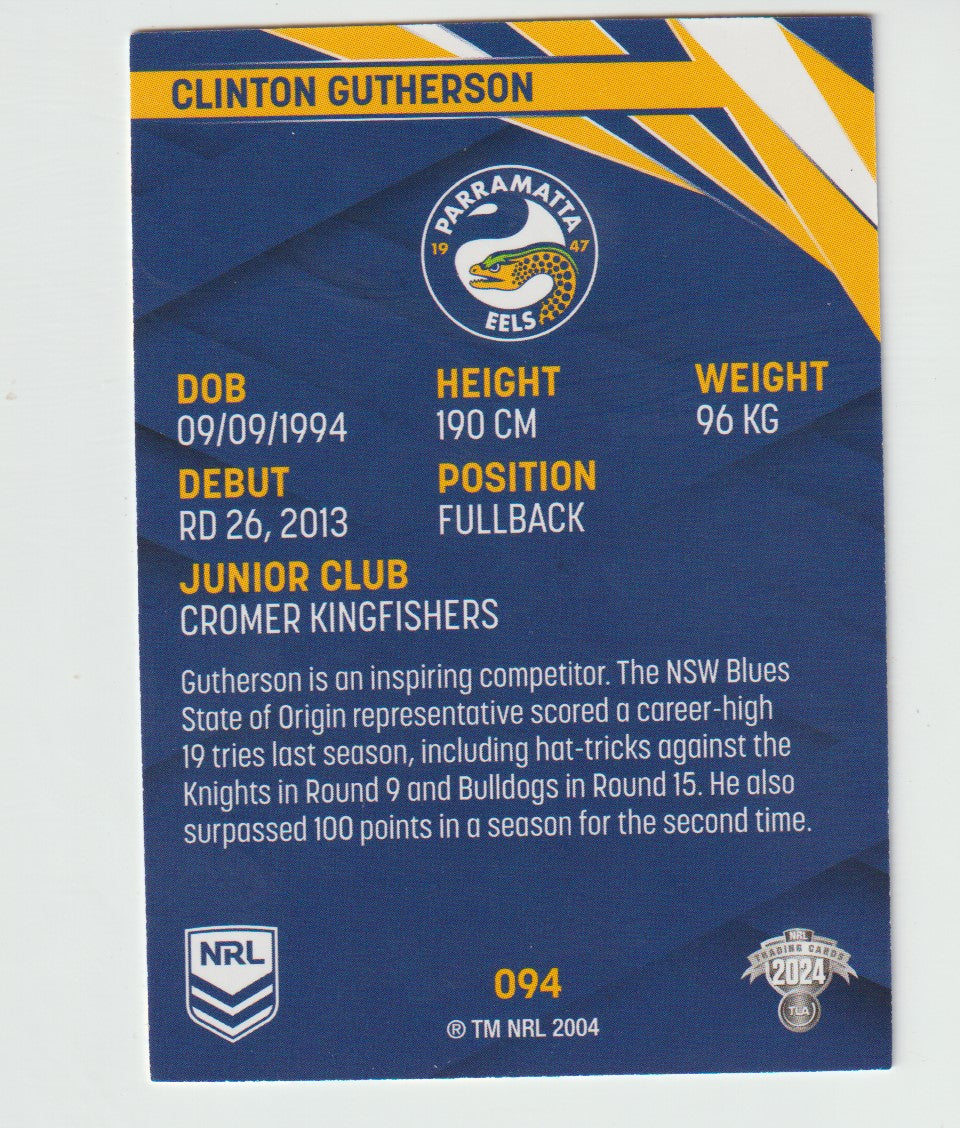 CLINTON GUTHERSON
PARRAMATTA
19 47
EELS
DOB HEIGHT WEIGHT
09/09/1994 190 CM 96 KG
DEBUT POSITION
RD 26, 2013 FULLBACK
JUNIOR CLUB
CROMER KINGFISHERS
Gutherson is an inspiring competitor. The NSW Blues
State of Origin representative scored a career-high
19 tries last season, including hat-tricks against the
Knights in Round 9 and Bulldogs in Round 15. He also
surpassed 100 points in a season for the second time.
NRL
094
® TM NRL 2004
NRL
TRADING CARDS
2024
TLA